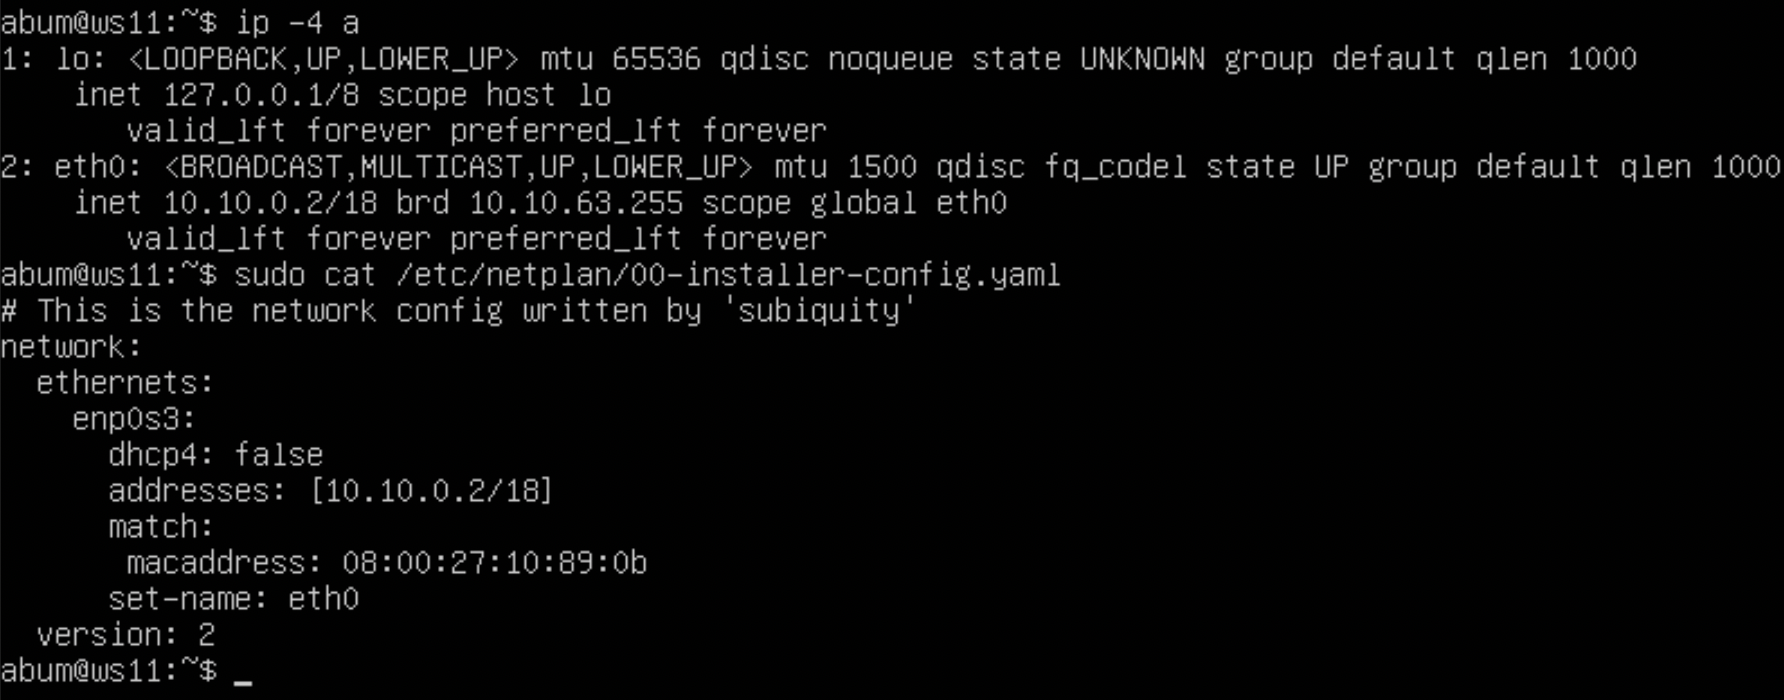 abum@ws11:~$ ip -4 a
1: lo: <LOOPBACK,UP,LOWER_UP> mtu 65536 qdisc noqueue state UNKNOWN group default qlen 1000
    inet 127.0.0.1/8 scope host lo
       valid_lft forever preferred_lft forever
2: eth0: <BROADCAST,MULTICAST,UP,LOWER_UP> mtu 1500 qdisc fq_codel state UP group default qlen 1000
    inet 10.10.0.2/18 brd 10.10.63.255 scope global eth0
       valid_lft forever preferred_lft forever
abum@ws11:~$ sudo cat /etc/netplan/00-installer-config.yaml
# This is the network config written by 'subiquity'
network:
  ethernets:
    enp0s3:
      dhcp4: false
      addresses: [10.10.0.2/18]
      match:
       macaddress: 08:00:27:10:89:0b
      set-name: eth0
  version: 2
abum@ws11:~$ _